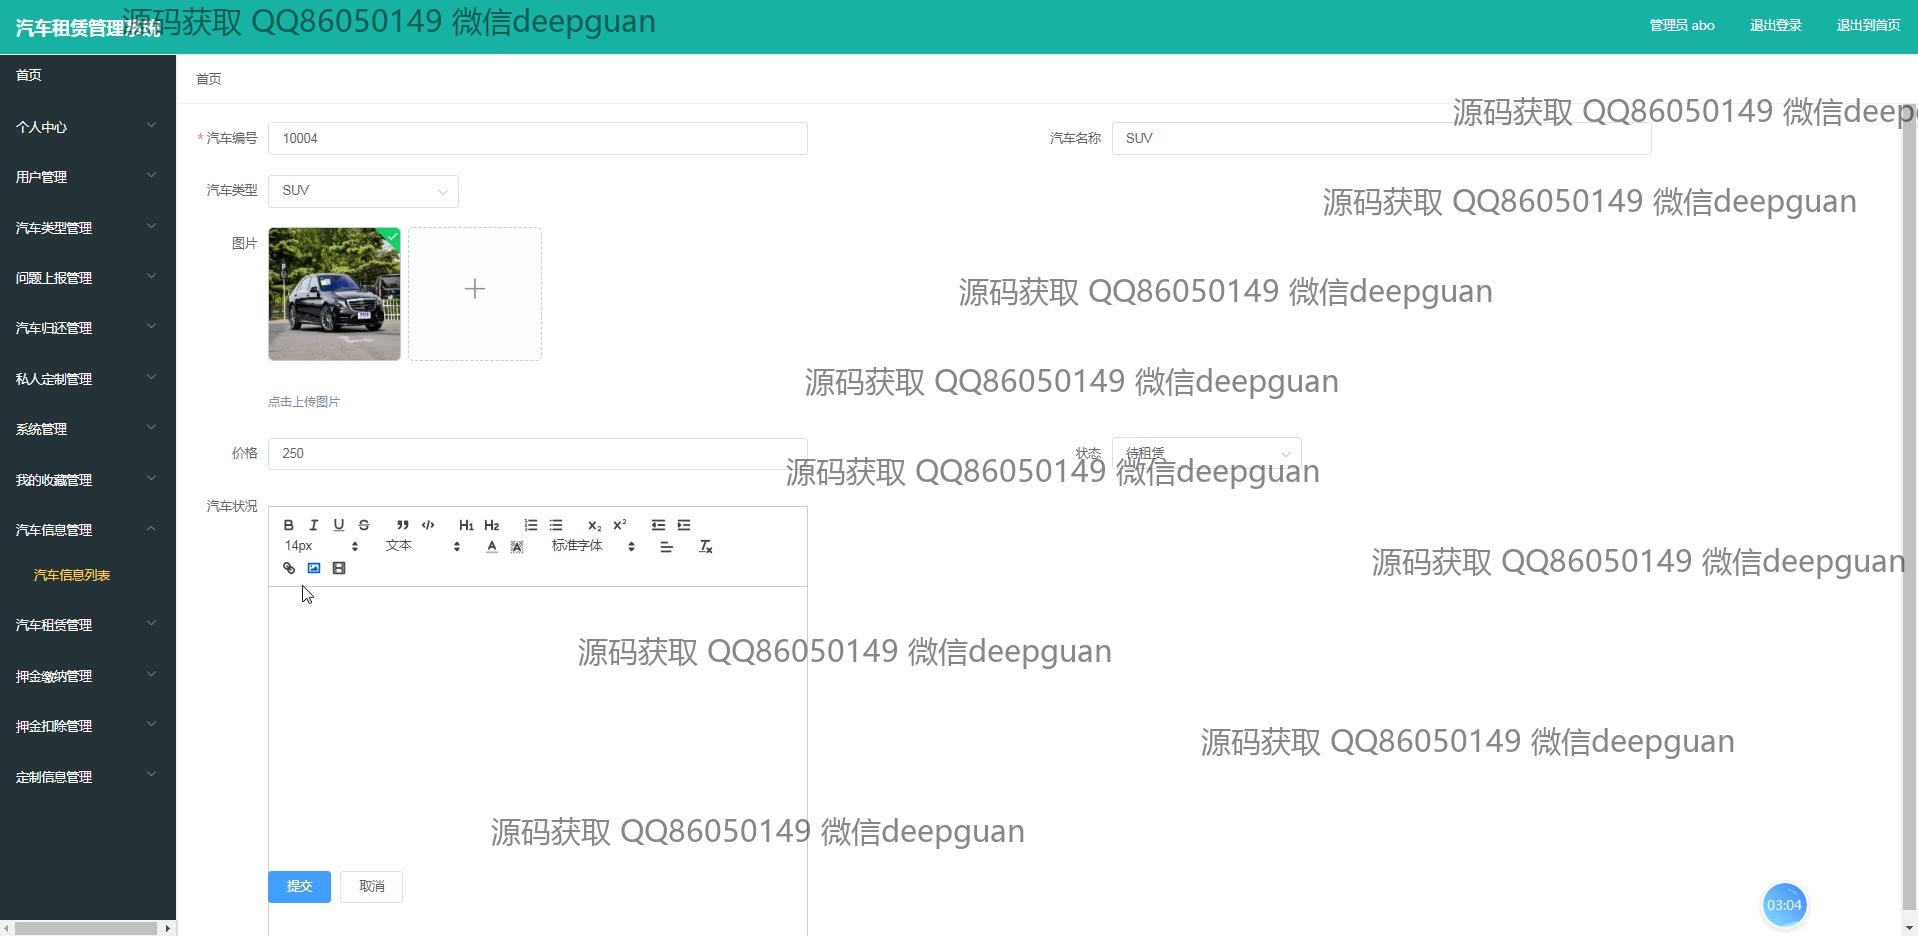 汽车租赁管理系统
源码获取 QQ86050149 微信deepguan
管理员 abo
退出登录
退出到首页
首页
个人中心
用户管理
汽车类型管理
问题上报管理
汽车归还管理
私人定制管理
系统管理
我的收藏管理
汽车信息管理
汽车信息列表
汽车租赁管理
押金缴纳管理
押金扣除管理
定制信息管理
首页
源码获取 QQ86050149 微信deep
* 汽车编号 10004
汽车名称 SUV
汽车类型 SUV
源码获取 QQ86050149 微信deepguan
图片
源码获取 QQ86050149 微信deepguan
源码获取 QQ86050149 微信deepguan
点击上传图片
价格 250
状态 待租赁
源码获取 QQ86050149 微信deepguan
汽车状况
B I U S H1 H2 x2 x2
14px 文本 A A 标准字体 Tx
源码获取 QQ86050149 微信deepguan
源码获取 QQ86050149 微信deepguan
源码获取 QQ86050149 微信deepguan
源码获取 QQ86050149 微信deepguan
提交 取消
03:04